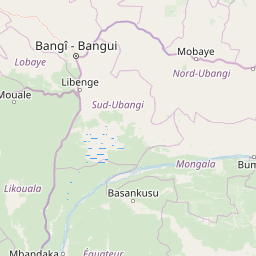 Bangî - Bangui
Mobaye
Lobaye
Nord-Ubangi
Libenge
Mouale
Sud-Ubangi
Mongala
Bum
Likouala
Basankusu
Mbandaka
Équateur